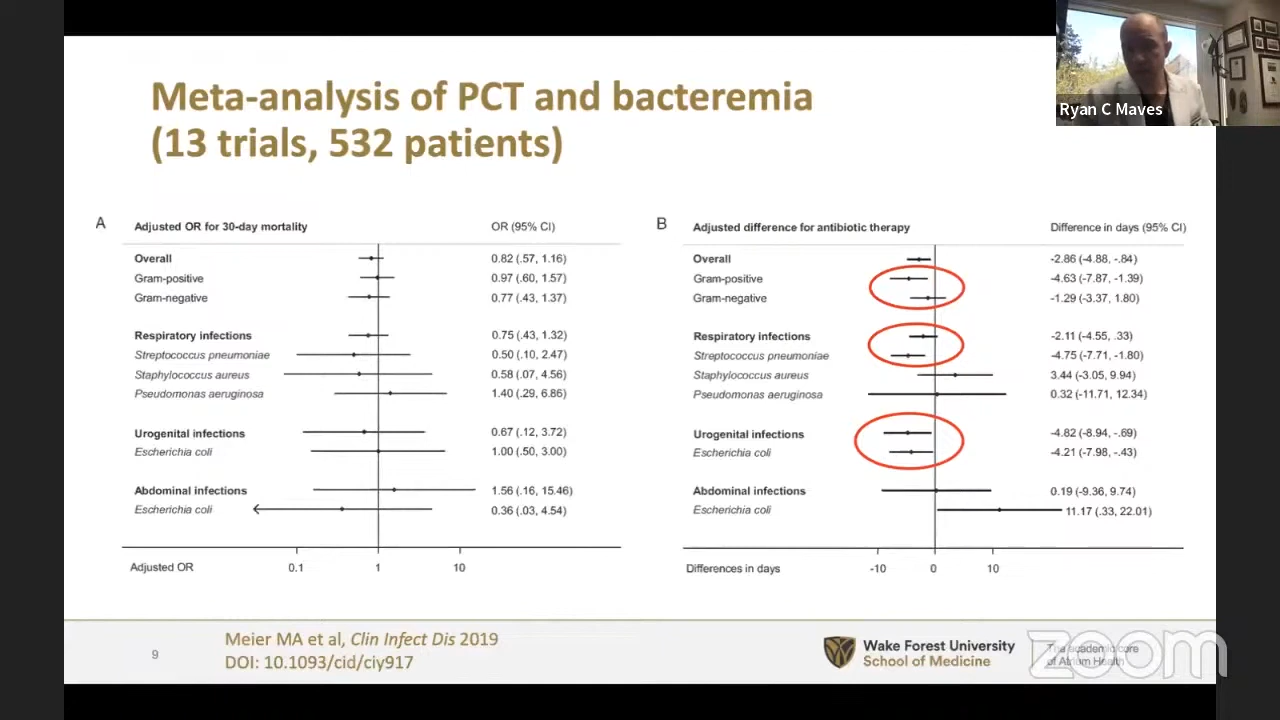 Ryan C Maves
Meta-analysis of PCT and bacteremia
(13 trials, 532 patients)
A
Adjusted OR for 30-day mortality OR (95% CI)
Overall 0.82 (.57, 1.16)
Gram-positive 0.97 (.60, 1.57)
Gram-negative 0.77 (.43, 1.37)
Respiratory infections 0.75 (.43, 1.32)
Streptococcus pneumoniae 0.50 (.10, 2.47)
Staphylococcus aureus 0.58 (.07, 4.56)
Pseudomonas aeruginosa 1.40 (.29, 6.86)
Urogenital infections 0.67 (.12, 3.72)
Escherichia coli 1.00 (.50, 3.00)
Abdominal infections 1.56 (.16, 15.46)
Escherichia coli 0.36 (.03, 4.54)
Adjusted OR 0.1 1 10
B
Adjusted difference for antibiotic therapy Difference in days (95% CI)
Overall -2.86 (-4.88, -.84)
Gram-positive -4.63 (-7.87, -1.39)
Gram-negative -1.29 (-3.37, 1.80)
Respiratory infections -2.11 (-4.55, .33)
Streptococcus pneumoniae -4.75 (-7.71, -1.80)
Staphylococcus aureus 3.44 (-3.05, 9.94)
Pseudomonas aeruginosa 0.32 (-11.71, 12.34)
Urogenital infections -4.82 (-8.94, -.69)
Escherichia coli -4.21 (-7.98, -.43)
Abdominal infections 0.19 (-9.36, 9.74)
Escherichia coli 11.17 (.33, 22.01)
Differences in days -10 0 10
9
Meier MA et al, Clin Infect Dis 2019
DOI: 10.1093/cid/ciy917
Wake Forest University
School of Medicine
The academic core
of Atrium Health
zoom